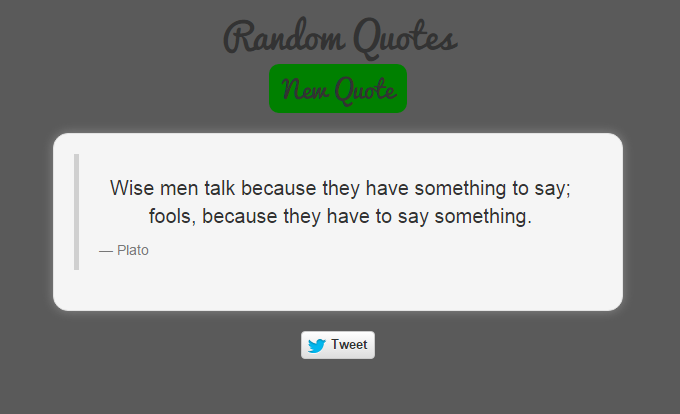 Random Quotes
New Quote
Wise men talk because they have something to say;
fools, because they have to say something.
— Plato
Tweet